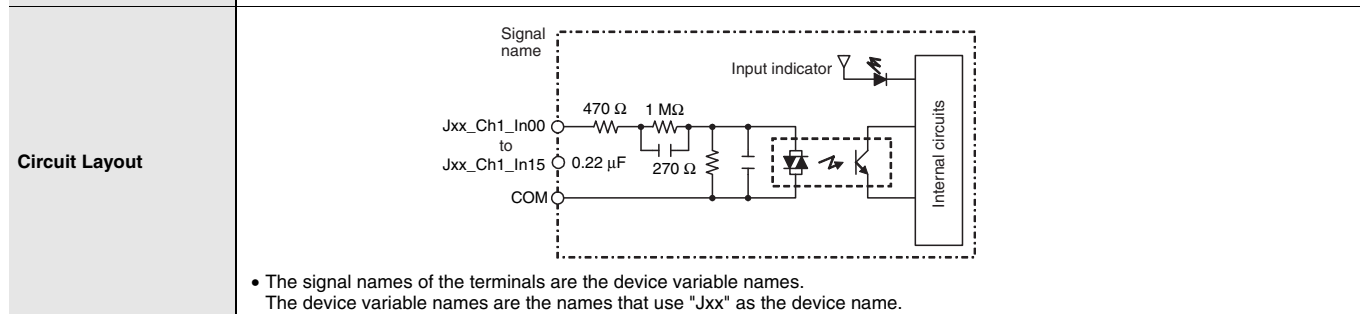 Circuit Layout
Signal
name
Input indicator
470 Ω
1 MΩ
Jxx_Ch1_In00
to
Jxx_Ch1_In15
0.22 μF
270 Ω
COM
Internal circuits
• The signal names of the terminals are the device variable names.
The device variable names are the names that use "Jxx" as the device name.